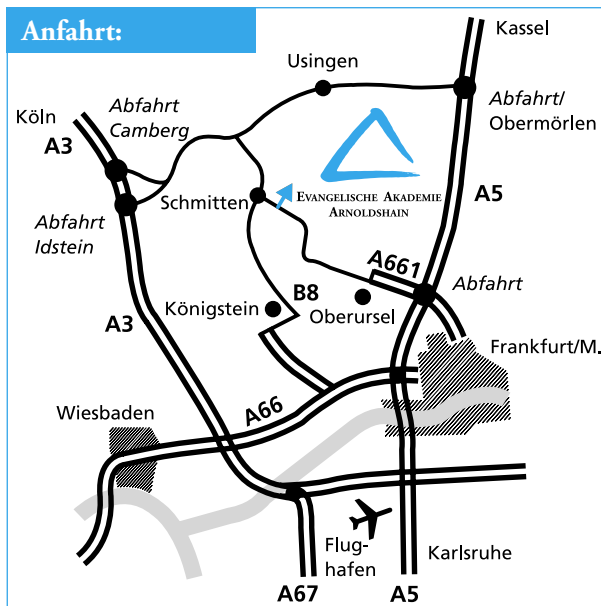 Anfahrt:
Kassel
Usingen
Abfahrt
Camberg
Köln
A3
Abfahrt/
Obermörlen
Schmitten
EVANGELISCHE AKADEMIE
ARNOLDSHAIN
A5
Abfahrt
Idstein
A661
Abfahrt
B8
Königstein
Oberursel
A3
Frankfurt/M.
Wiesbaden
A66
Flug-
hafen
Karlsruhe
A67
A5